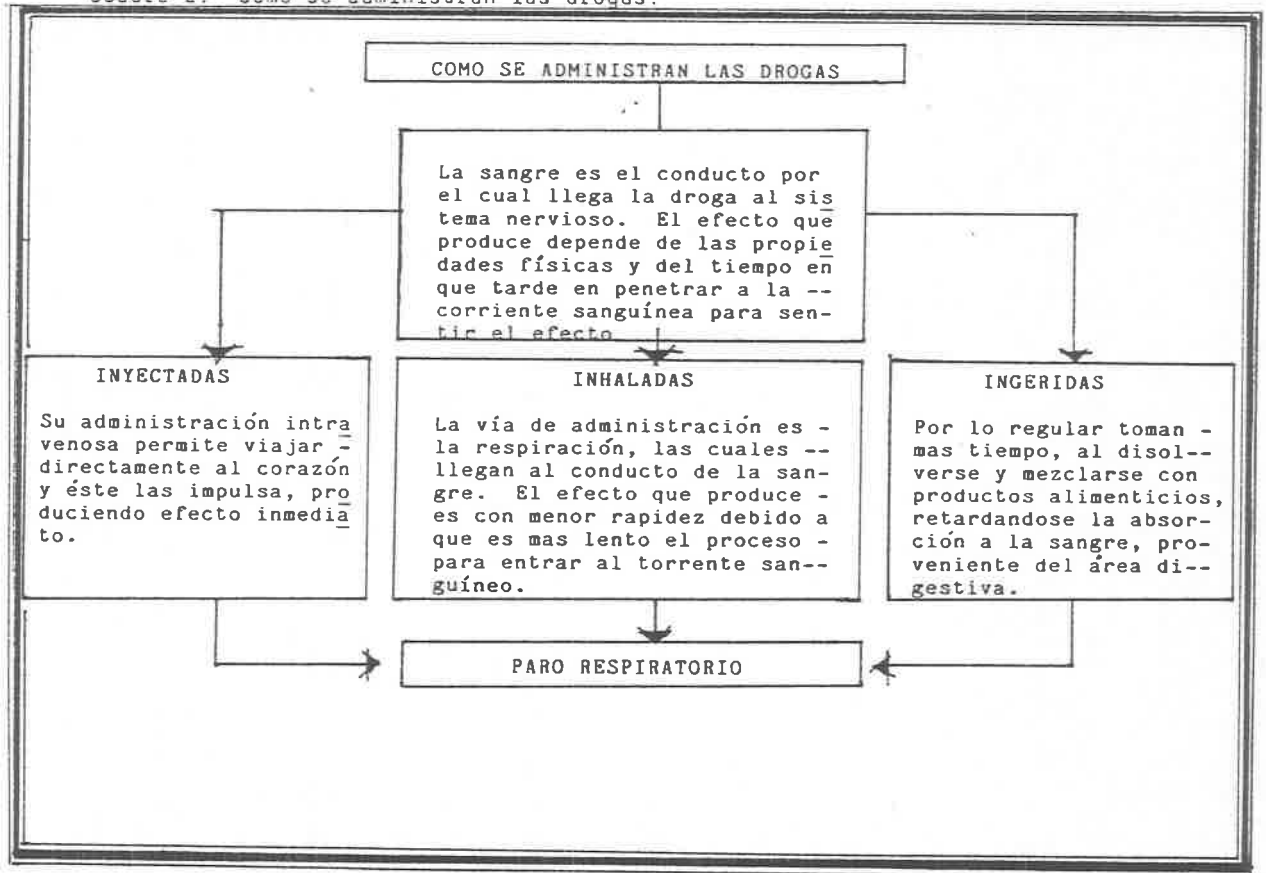 Como se administran las drogas.
COMO SE ADMINISTRAN LAS DROGAS
La sangre es el conducto por
el cual llega la droga al sis
tema nervioso. El efecto que
produce depende de las propie
dades físicas y del tiempo en
que tarde en penetrar a la --
corriente sanguínea para sen-
tir el efecto
INYECTADAS
Su administración intra
venosa permite viajar -
directamente al corazón
y éste las impulsa, pro
duciendo efecto inmedia
to.
INHALADAS
La vía de administración es -
la respiración, las cuales --
llegan al conducto de la san-
gre. El efecto que produce -
es con menor rapidez debido a
que es mas lento el proceso -
para entrar al torrente san--
guíneo.
INGERIDAS
Por lo regular toman -
mas tiempo, al disol--
verse y mezclarse con
productos alimenticios,
retardandose la absor-
ción a la sangre, pro-
veniente del área di--
gestiva.
PARO RESPIRATORIO